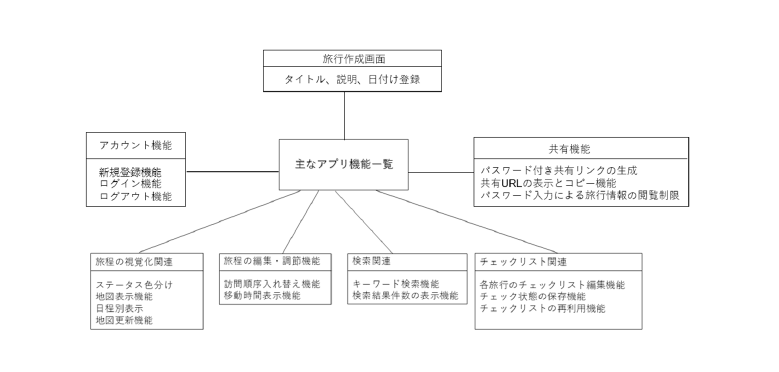 旅行作成画面
タイトル、説明、日付け登録
アカウント機能
新規登録機能
ログイン機能
ログアウト機能
主なアプリ機能一覧
共有機能
パスワード付き共有リンクの生成
共有URLの表示とコピー機能
パスワード入力による旅行情報の閲覧制限
旅程の視覚化関連
ステータス色分け
地図表示機能
日程別表示
地図更新機能
旅程の編集・調節機能
訪問順序入れ替え機能
移動時間表示機能
検索関連
キーワード検索機能
検索結果件数の表示機能
チェックリスト関連
各旅行のチェックリスト編集機能
チェック状態の保存機能
チェックリストの再利用機能